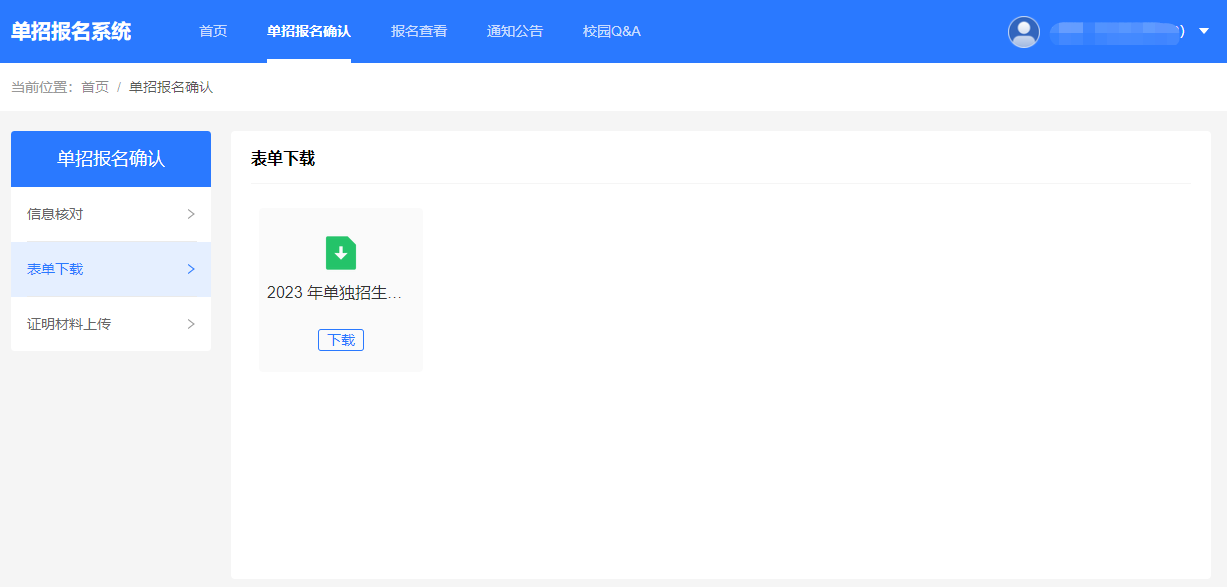 单招报名系统 首页 单招报名确认 报名查看 通知公告 校园Q&A )
当前位置: 首页 / 单招报名确认
单招报名确认
信息核对
表单下载
证明材料上传
表单下载
2023 年单独招生...
下载